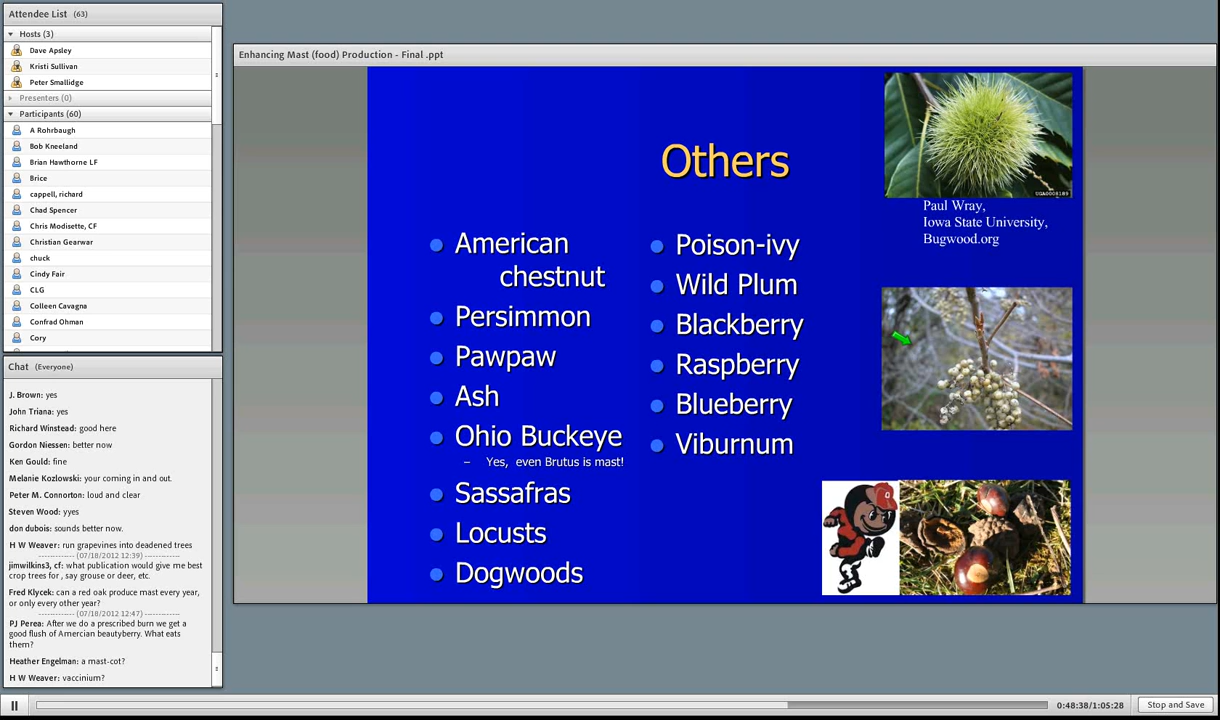 Attendee List (63)
Hosts (3)
Dave Apsley
Kristi Sullivan
Peter Smallidge
Presenters (0)
Participants (60)
A Rohrbaugh
Bob Kneeland
Brian Hawthorne LF
Brice
cappell, richard
Chad Spencer
Chris Modisette, CF
Christian Gearwar
chuck
Cindy Fair
CLG
Colleen Cavagna
Confrad Ohman
Cory
Chat (Everyone)
J. Brown: yes
John Triana: yes
Richard Winstead: good here
Gordon Niessen: better now
Ken Gould: fine
Melanie Kozlowski: your coming in and out.
Peter M. Connorton: loud and clear
Steven Wood: yyes
don dubois: sounds better now.
H W Weaver: run grapevines into deadened trees
------------ (07/18/2012 12:39) ------------
jimwilkins3, cf: what publication would give me best
crop trees for , say grouse or deer, etc.
Fred Klycek: can a red oak produce mast every year,
or only every other year?
------------ (07/18/2012 12:47) ------------
PJ Perea: After we do a prescribed burn we get a
good flush of Amercian beautyberry. What eats
them?
Heather Engelman: a mast-cot?
H W Weaver: vaccinium?
Enhancing Mast (food) Production - Final .ppt
Others
American
chestnut
Persimmon
Pawpaw
Ash
Ohio Buckeye
– Yes, even Brutus is mast!
Sassafras
Locusts
Dogwoods
Poison-ivy
Wild Plum
Blackberry
Raspberry
Blueberry
Viburnum
UGA0008189
Paul Wray,
Iowa State University,
Bugwood.org
0:48:38/1:05:28
Stop and Save